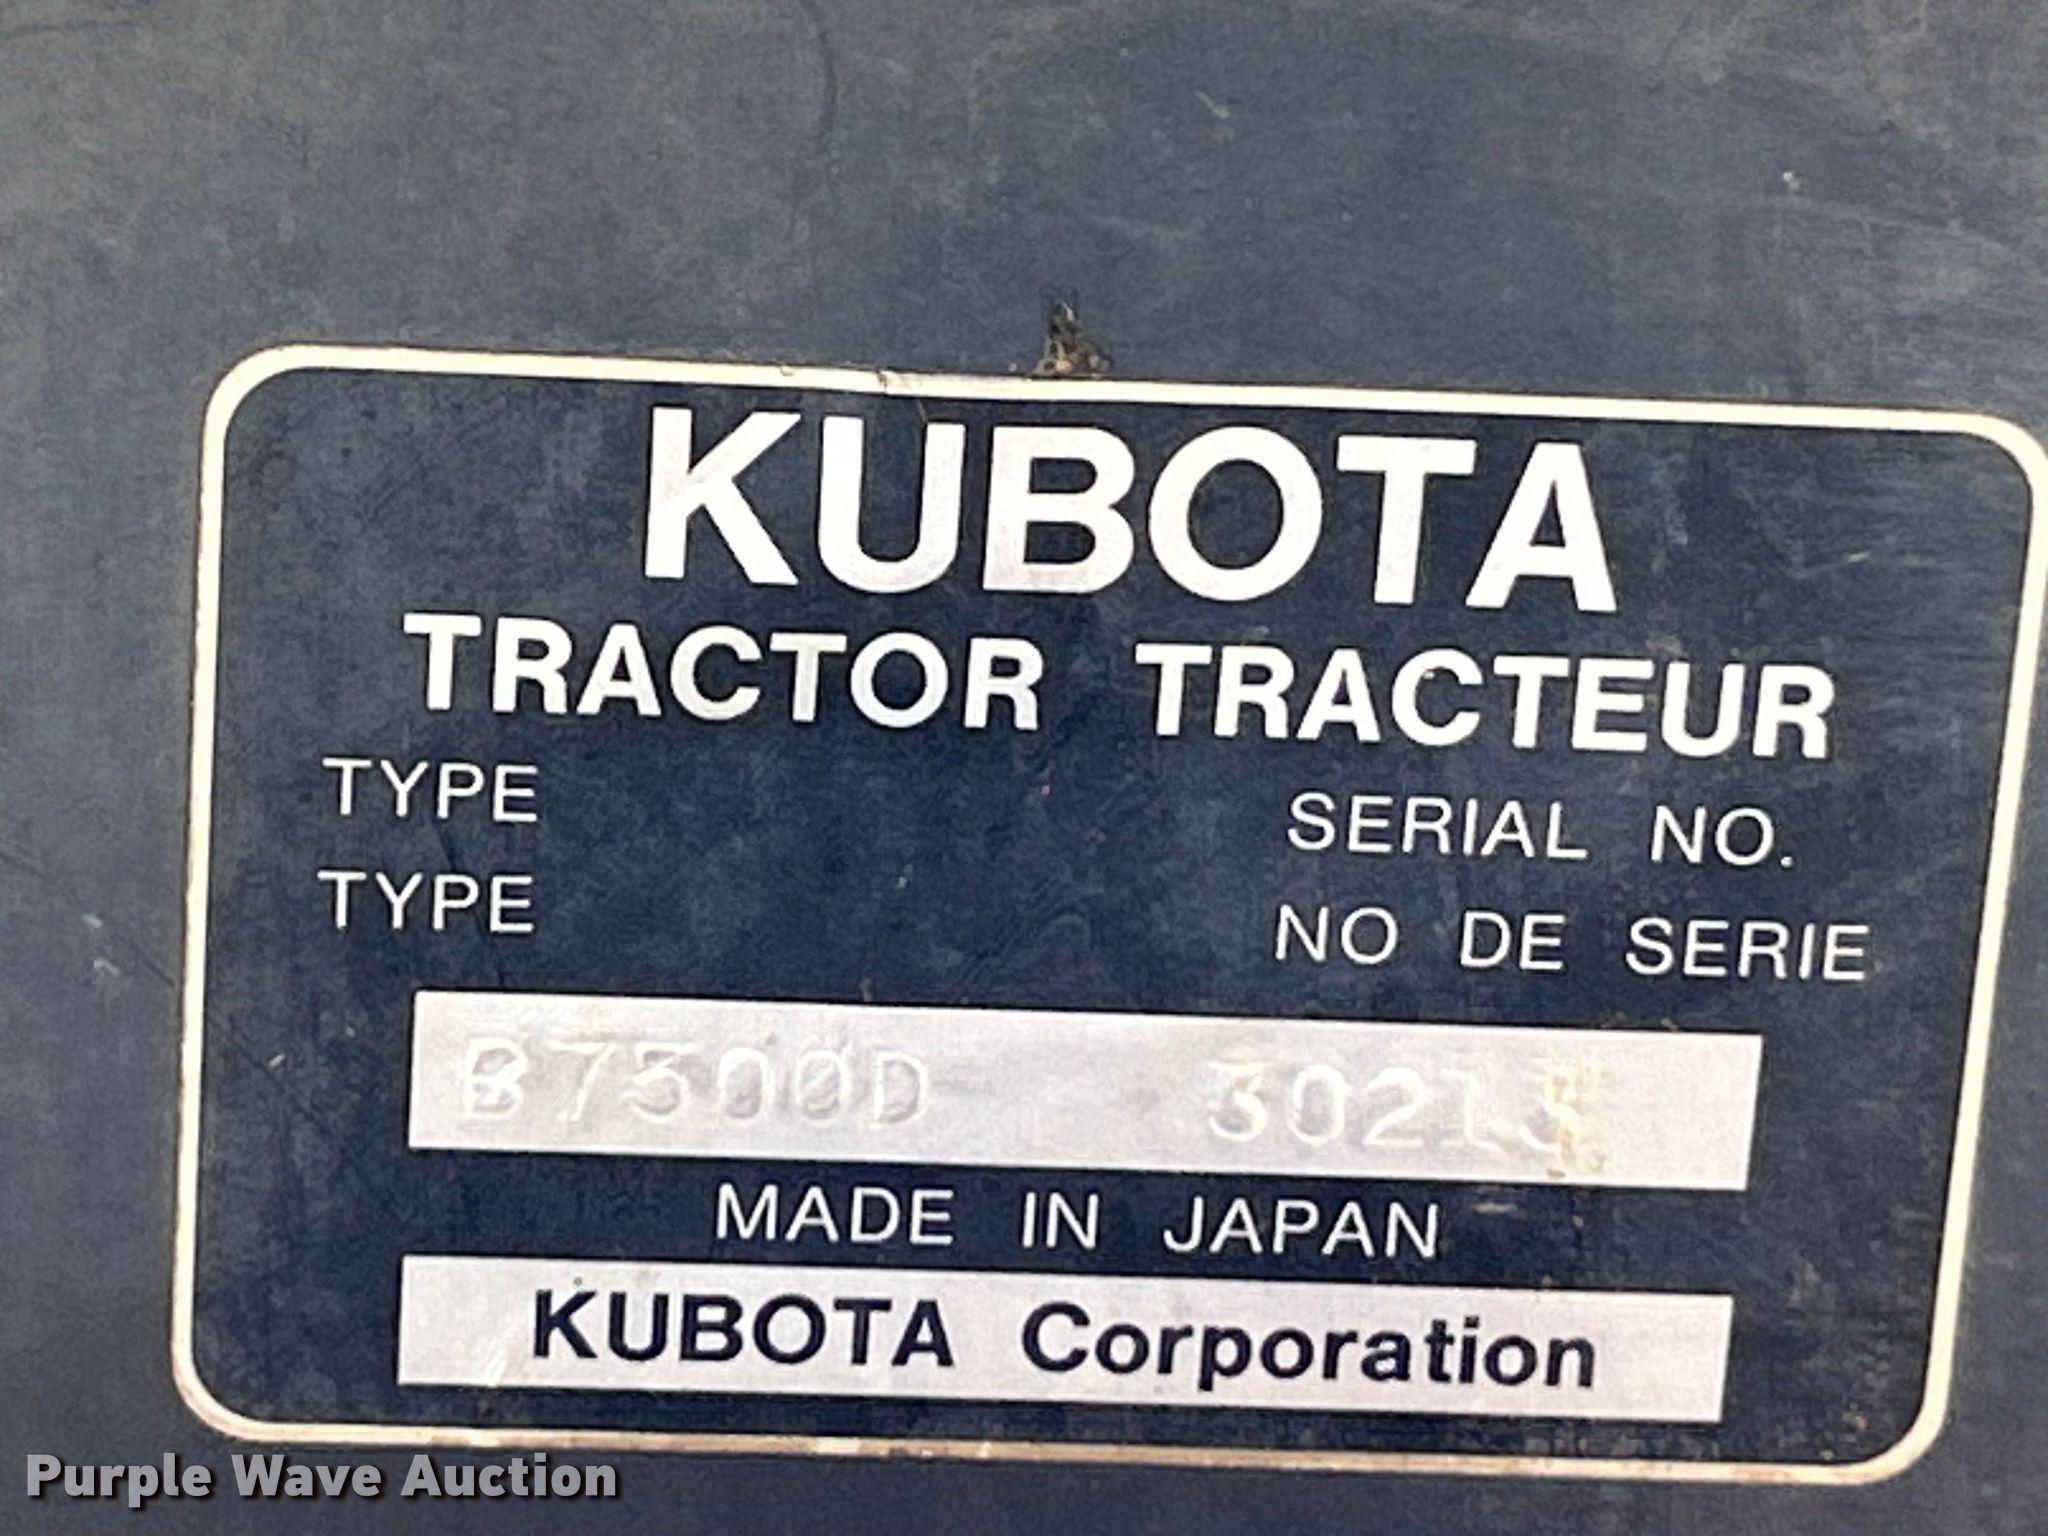 KUBOTA
TRACTOR TRACTEUR
TYPE SERIAL NO.
TYPE NO DE SERIE
B7500D
MADE IN JAPAN
KUBOTA Corporation
Purple Wave Auction